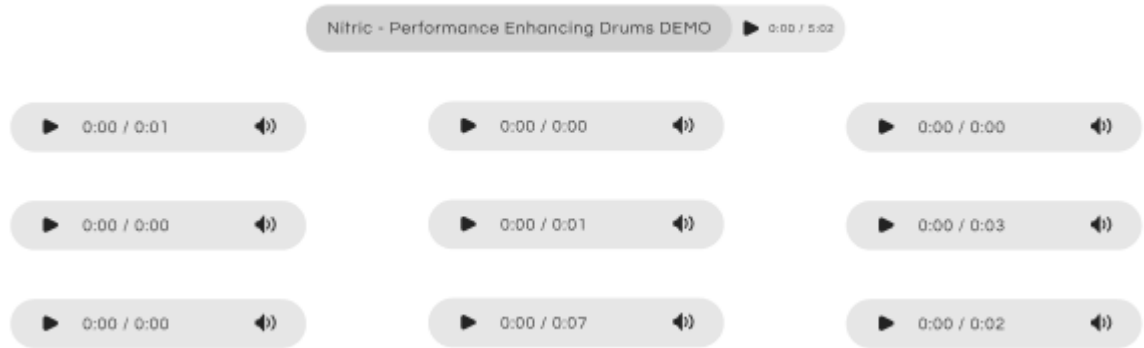 Nitric - Performance Enhancing Drums DEMO 0:00 / 5:02
0:00 / 0:01 0:00 / 0:00 0:00 / 0:00
0:00 / 0:00 0:00 / 0:01 0:00 / 0:03
0:00 / 0:00 0:00 / 0:07 0:00 / 0:02